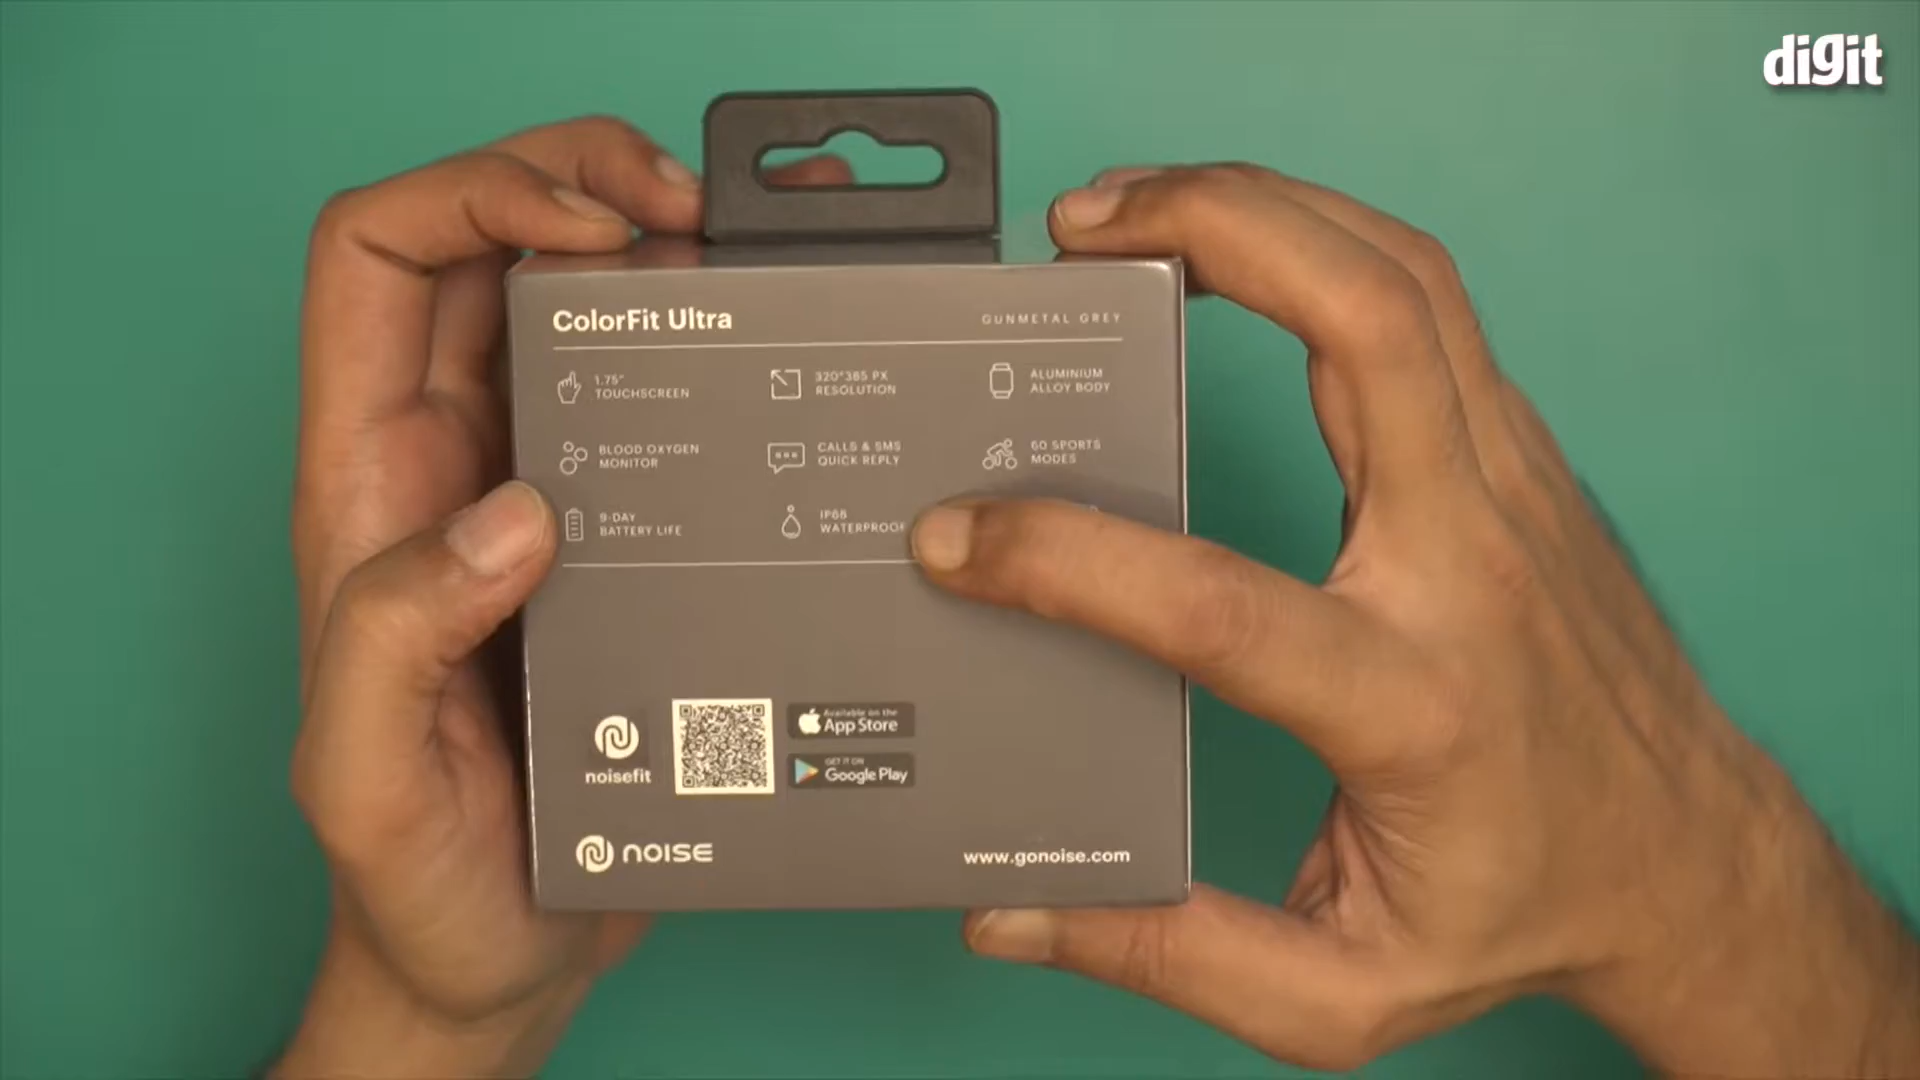 digit
ColorFit Ultra
GUNMETAL GREY
1.75"
TOUCHSCREEN
320*385 PX
RESOLUTION
ALUMINIUM
ALLOY BODY
BLOOD OXYGEN
MONITOR
CALLS & SMS
QUICK REPLY
60 SPORTS
MODES
9-DAY
BATTERY LIFE
IP68
WATERPROOF
noisefit
Available on the
App Store
GET IT ON
Google Play
NOISE
www.gonoise.com